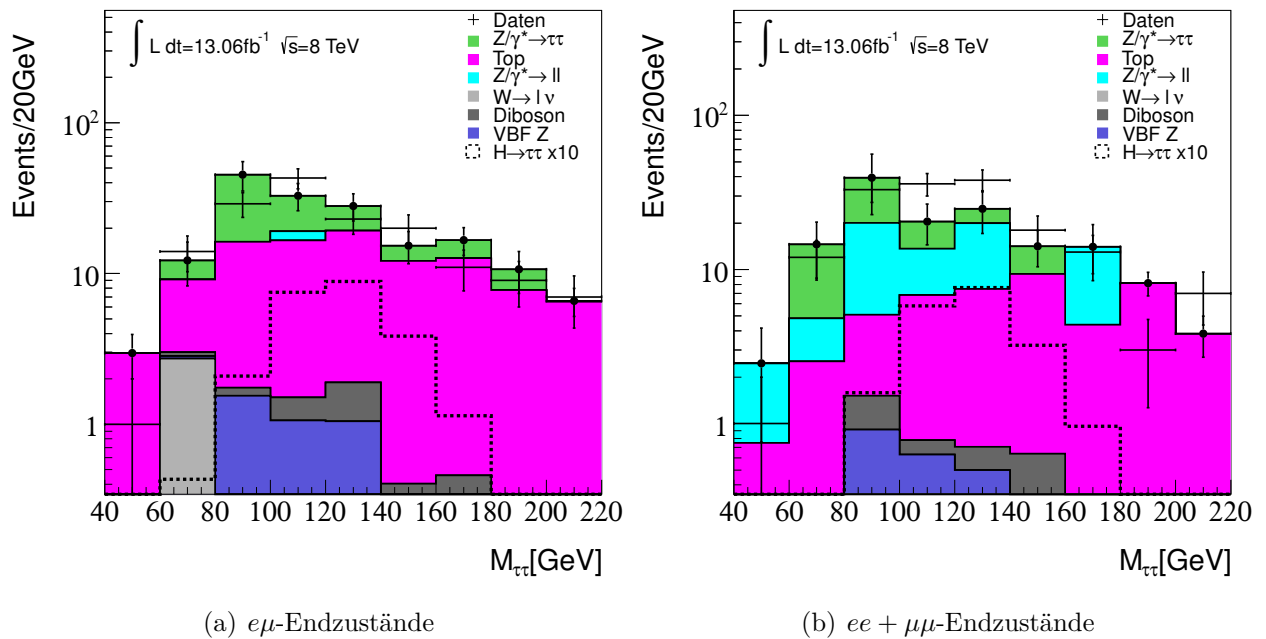 ∫ L dt=13.06fb⁻¹ √s=8 TeV
Daten
Z/γ*→ττ
Top
Z/γ*→ ll
W→ l ν
Diboson
VBF Z
H→ττ x10
Events/20GeV
10²
10
1
40 60 80 100 120 140 160 180 200 220
M_ττ[GeV]
(a) eμ-Endzustände
∫ L dt=13.06fb⁻¹ √s=8 TeV
Daten
Z/γ*→ττ
Top
Z/γ*→ ll
W→ l ν
Diboson
VBF Z
H→ττ x10
Events/20GeV
10²
10
1
40 60 80 100 120 140 160 180 200 220
M_ττ[GeV]
(b) ee + μμ-Endzustände